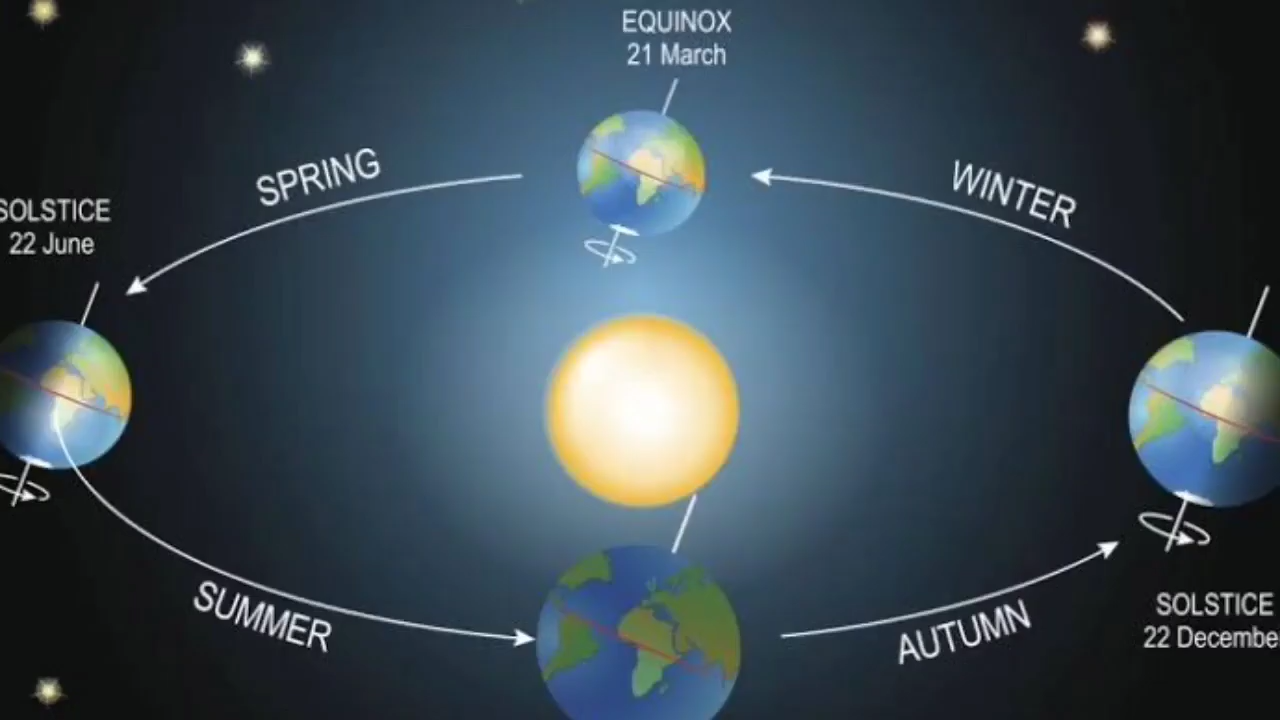 EQUINOX
21 March
SPRING
WINTER
SOLSTICE
22 June
SUMMER
AUTUMN
SOLSTICE
22 Decembe